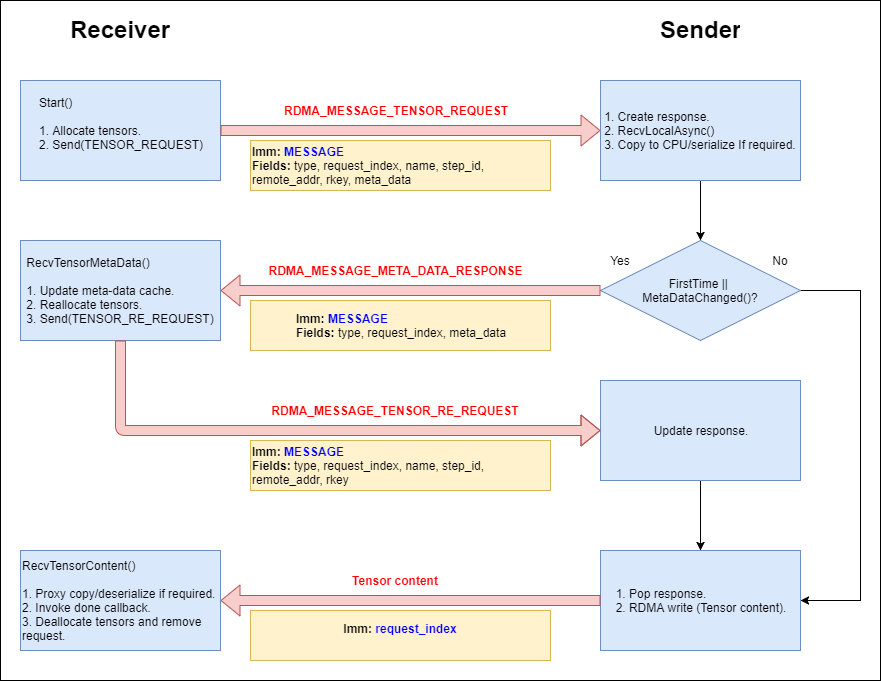 Receiver
Sender
Start()
1. Allocate tensors.
2. Send(TENSOR_REQUEST)
RDMA_MESSAGE_TENSOR_REQUEST
Imm: MESSAGE
Fields: type, request_index, name, step_id,
remote_addr, rkey, meta_data
1. Create response.
2. RecvLocalAsync()
3. Copy to CPU/serialize If required.
RecvTensorMetaData()
1. Update meta-data cache.
2. Reallocate tensors.
3. Send(TENSOR_RE_REQUEST)
RDMA_MESSAGE_META_DATA_RESPONSE
Imm: MESSAGE
Fields: type, request_index, meta_data
Yes
No
FirstTime ||
MetaDataChanged()?
RDMA_MESSAGE_TENSOR_RE_REQUEST
Imm: MESSAGE
Fields: type, request_index, name, step_id,
remote_addr, rkey
Update response.
RecvTensorContent()
1. Proxy copy/deserialize if required.
2. Invoke done callback.
3. Deallocate tensors and remove
request.
Tensor content
Imm: request_index
1. Pop response.
2. RDMA write (Tensor content).